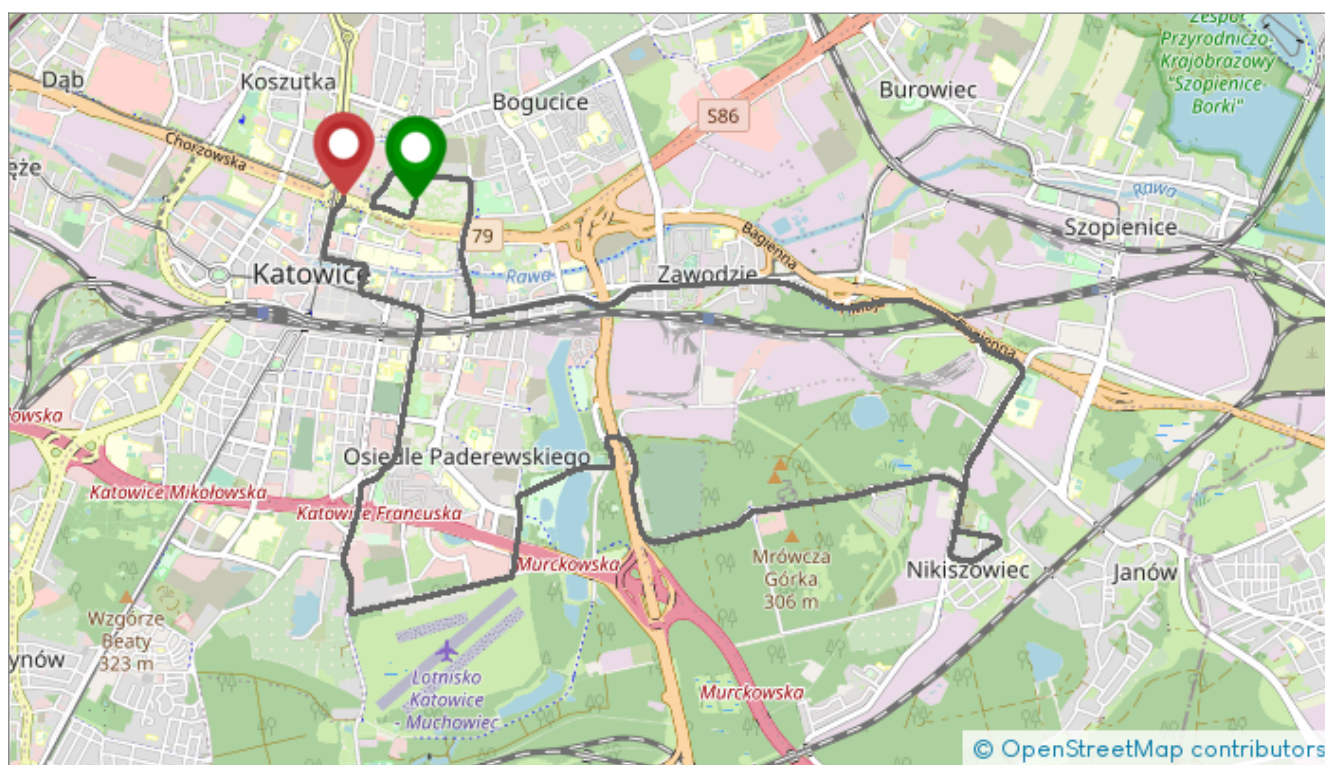 Zespół
Przyrodniczo-
Krajobrazowy
"Szopienice-
Borki"
Dąb
Koszutka
Burowiec
Bogucice
S86
Chorzowska
Rawa
79
Bagienna
Szopienice
Katowice
Rawa
Zawodzie
Osiedle Paderewskiego
Katowice Mikołowska
Katowice Francuska
Murckowska
Mrówcza
Górka
306 m
Nikiszowiec
Janów
Wzgórze
Beaty
323 m
Lotnisko
Katowice
- Muchowiec
Murckowska
© OpenStreetMap contributors